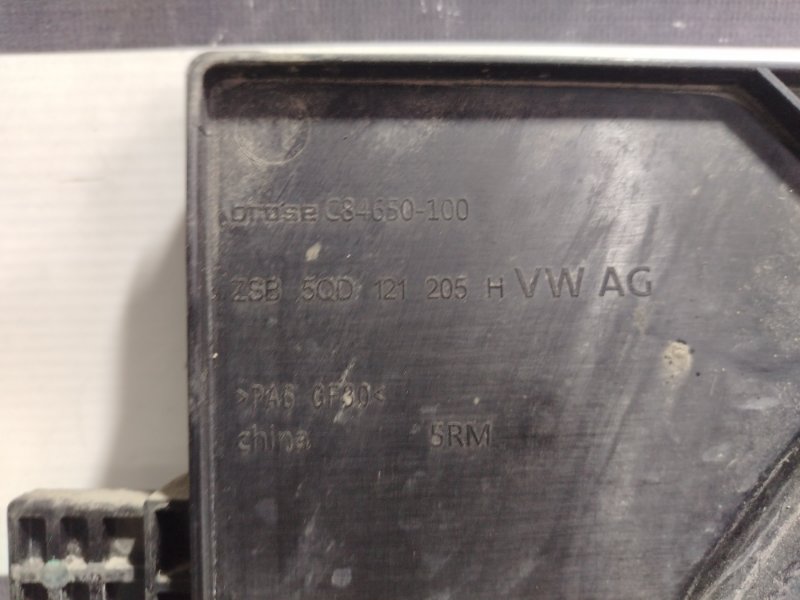 brose C84650-100
ZSB 5QD 121 205 H VW AG
>PA6 GF30<
china 5RM